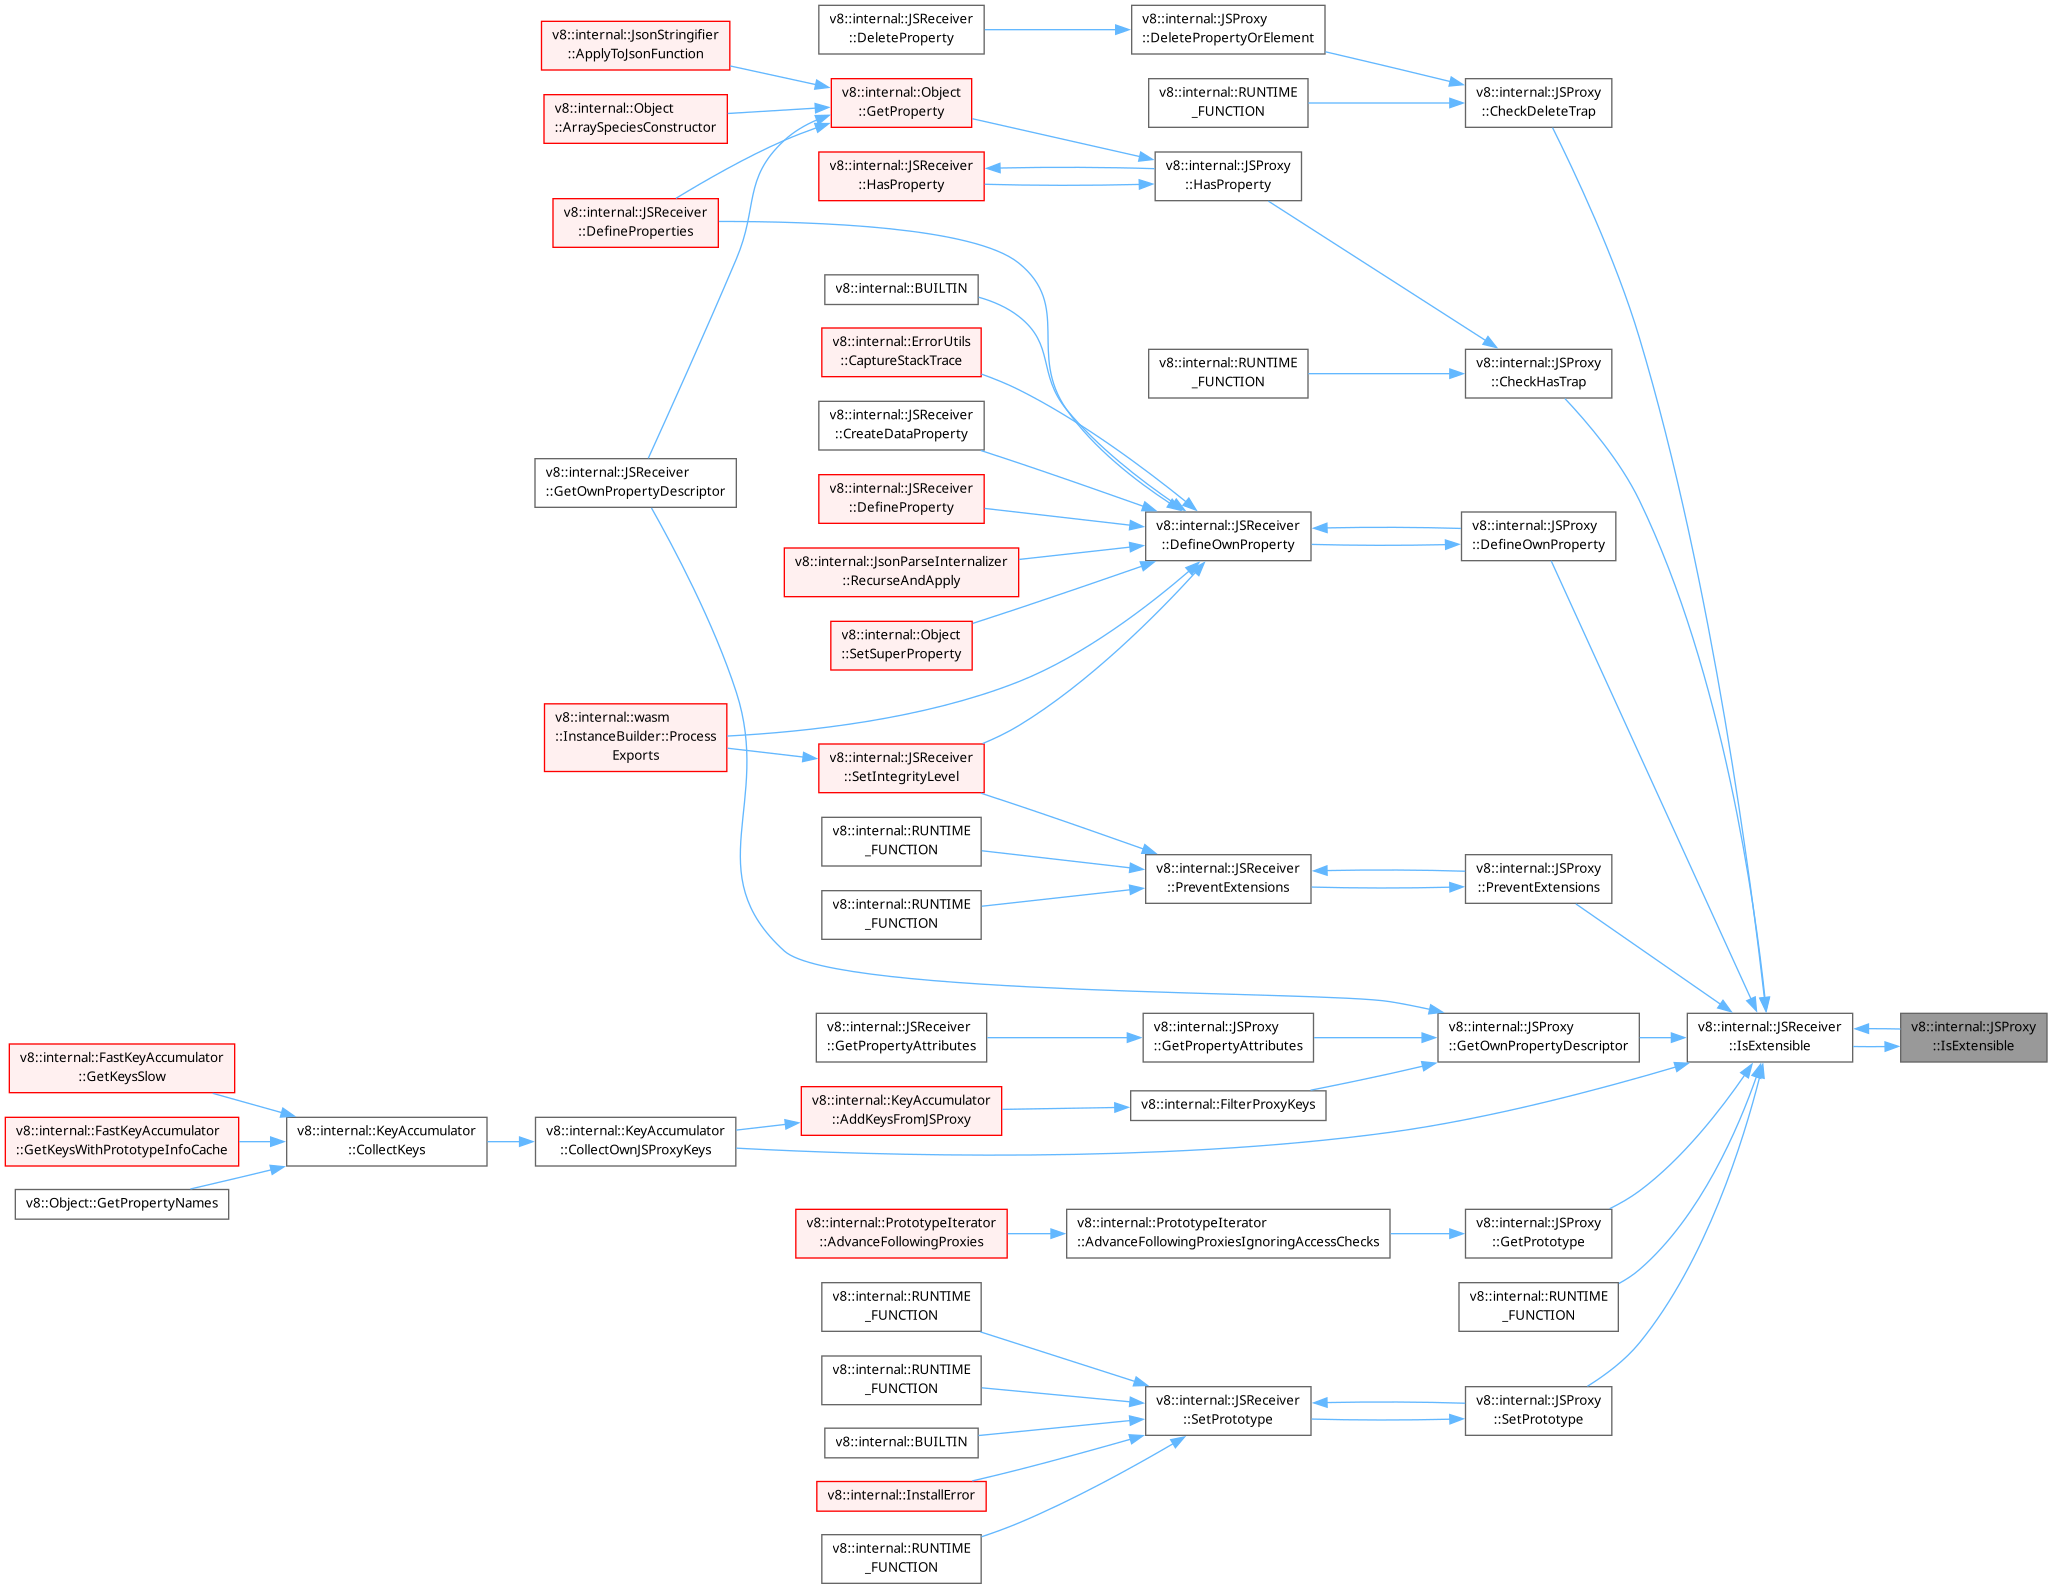 v8::internal::JSReceiver
::DeleteProperty
v8::internal::JSProxy
::DeletePropertyOrElement
v8::internal::JsonStringifier
::ApplyToJsonFunction
v8::internal::Object
::GetProperty
v8::internal::RUNTIME
_FUNCTION
v8::internal::JSProxy
::CheckDeleteTrap
v8::internal::Object
::ArraySpeciesConstructor
v8::internal::JSReceiver
::HasProperty
v8::internal::JSProxy
::HasProperty
v8::internal::JSReceiver
::DefineProperties
v8::internal::BUILTIN
v8::internal::ErrorUtils
::CaptureStackTrace
v8::internal::RUNTIME
_FUNCTION
v8::internal::JSProxy
::CheckHasTrap
v8::internal::JSReceiver
::CreateDataProperty
v8::internal::JSReceiver
::GetOwnPropertyDescriptor
v8::internal::JSReceiver
::DefineProperty
v8::internal::JSReceiver
::DefineOwnProperty
v8::internal::JSProxy
::DefineOwnProperty
v8::internal::JsonParseInternalizer
::RecurseAndApply
v8::internal::Object
::SetSuperProperty
v8::internal::wasm
::InstanceBuilder::Process
Exports
v8::internal::JSReceiver
::SetIntegrityLevel
v8::internal::RUNTIME
_FUNCTION
v8::internal::JSReceiver
::PreventExtensions
v8::internal::JSProxy
::PreventExtensions
v8::internal::RUNTIME
_FUNCTION
v8::internal::JSReceiver
::GetPropertyAttributes
v8::internal::JSProxy
::GetPropertyAttributes
v8::internal::JSProxy
::GetOwnPropertyDescriptor
v8::internal::JSReceiver
::IsExtensible
v8::internal::JSProxy
::IsExtensible
v8::internal::FastKeyAccumulator
::GetKeysSlow
v8::internal::KeyAccumulator
::AddKeysFromJSProxy
v8::internal::FilterProxyKeys
v8::internal::FastKeyAccumulator
::GetKeysWithPrototypeInfoCache
v8::internal::KeyAccumulator
::CollectKeys
v8::internal::KeyAccumulator
::CollectOwnJSProxyKeys
v8::Object::GetPropertyNames
v8::internal::PrototypeIterator
::AdvanceFollowingProxies
v8::internal::PrototypeIterator
::AdvanceFollowingProxiesIgnoringAccessChecks
v8::internal::JSProxy
::GetPrototype
v8::internal::RUNTIME
_FUNCTION
v8::internal::RUNTIME
_FUNCTION
v8::internal::RUNTIME
_FUNCTION
v8::internal::JSReceiver
::SetPrototype
v8::internal::JSProxy
::SetPrototype
v8::internal::BUILTIN
v8::internal::InstallError
v8::internal::RUNTIME
_FUNCTION